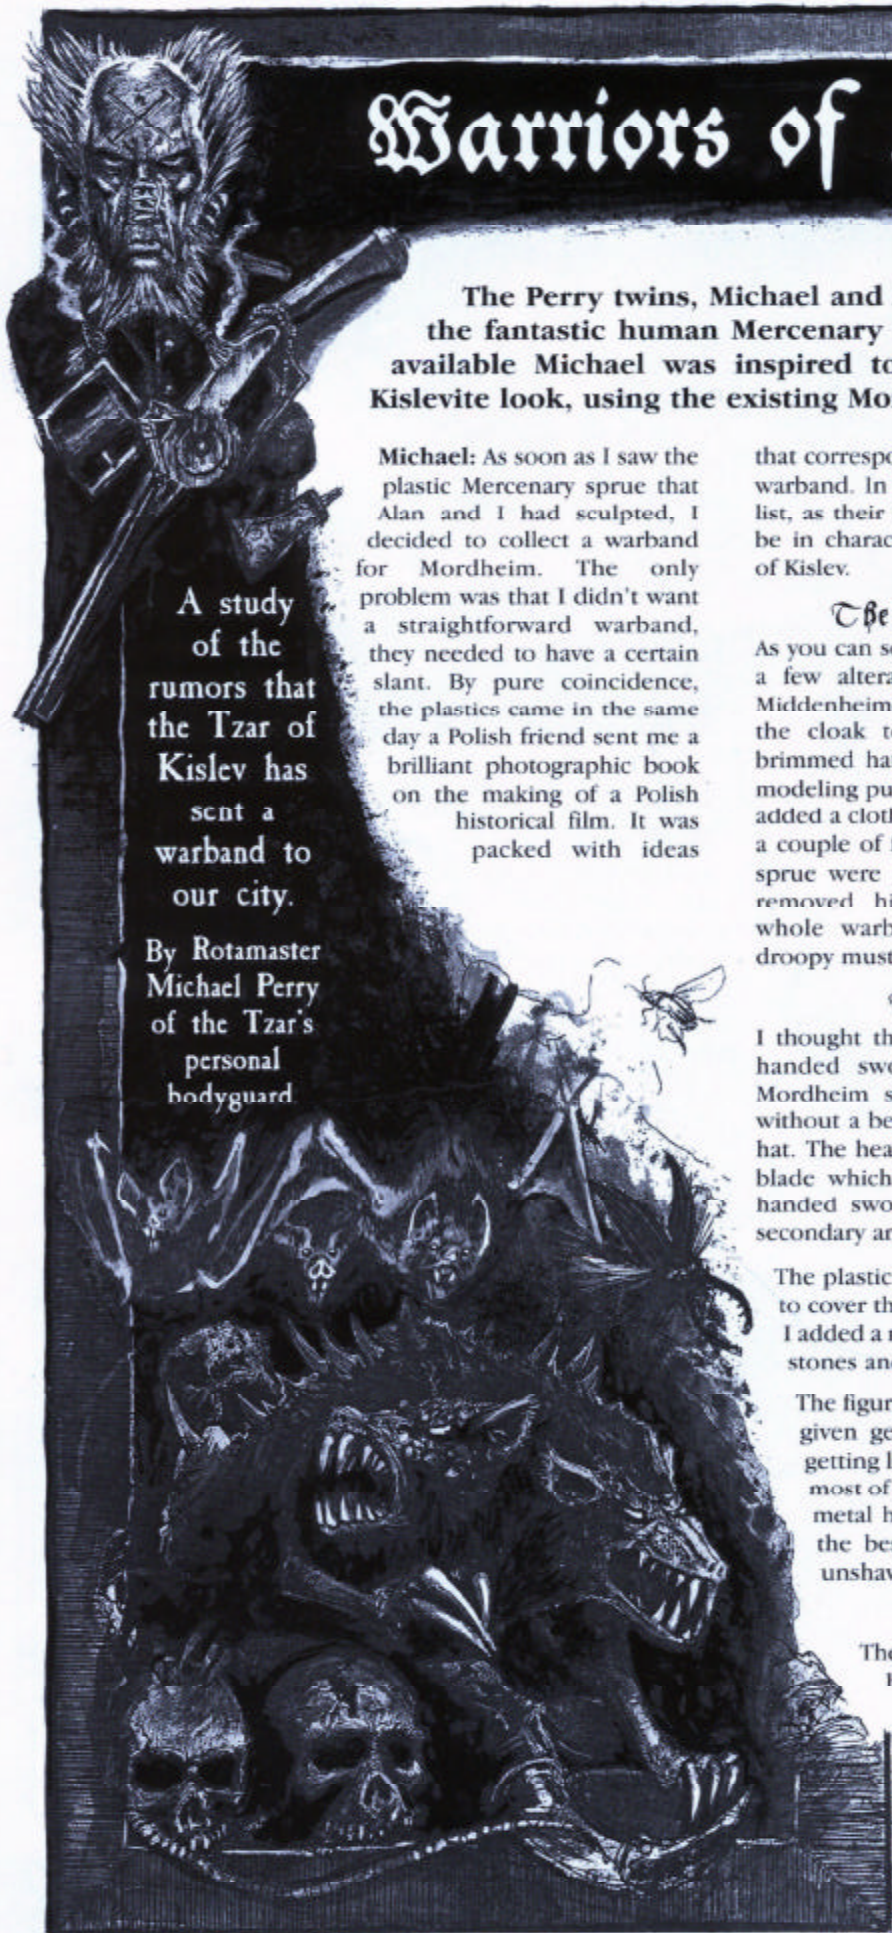 Warriors of
The Perry twins, Michael and
the fantastic human Mercenary
available Michael was inspired to
Kislevite look, using the existing Mo
A study
of the
rumors that
the Tzar of
Kislev has
sent a
warband to
our city.
By Rotamaster
Michael Perry
of the Tzar's
personal
bodyguard
Michael: As soon as I saw the
plastic Mercenary sprue that
Alan and I had sculpted, I
decided to collect a warband
for Mordheim. The only
problem was that I didn't want
a straightforward warband,
they needed to have a certain
slant. By pure coincidence,
the plastics came in the same
day a Polish friend sent me a
brilliant photographic book
on the making of a Polish
historical film. It was
packed with ideas
that correspo
warband. In
list, as their
be in charac
of Kislev.
The
As you can se
a few altera
Middenheim
the cloak to
brimmed ha
modeling pu
added a cloth
a couple of
sprue were
removed hi
whole warb
droopy must
I thought th
handed swo
Mordheim s
without a be
hat. The hea
blade which
handed swo
secondary ar
The plastic
to cover th
I added a
stones and
The figur
given ge
getting l
most of
metal h
the be
unshav
The